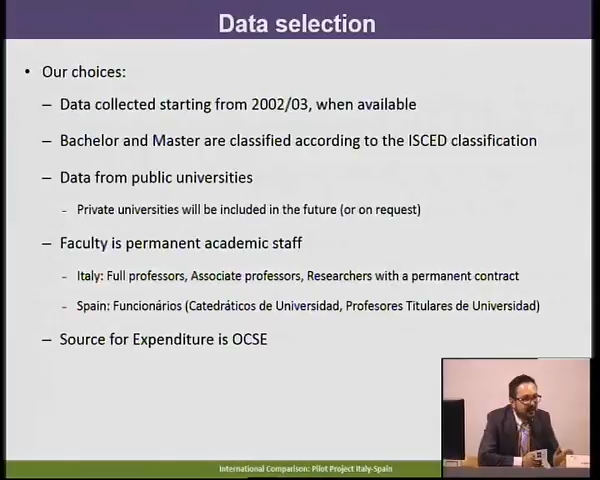 Data selection
• Our choices:
– Data collected starting from 2002/03, when available
– Bachelor and Master are classified according to the ISCED classification
– Data from public universities
- Private universities will be included in the future (or on request)
– Faculty is permanent academic staff
- Italy: Full professors, Associate professors, Researchers with a permanent contract
- Spain: Funcionários (Catedráticos de Universidad, Profesores Titulares de Universidad)
– Source for Expenditure is OCSE
International Comparison: Pilot Project Italy-Spain